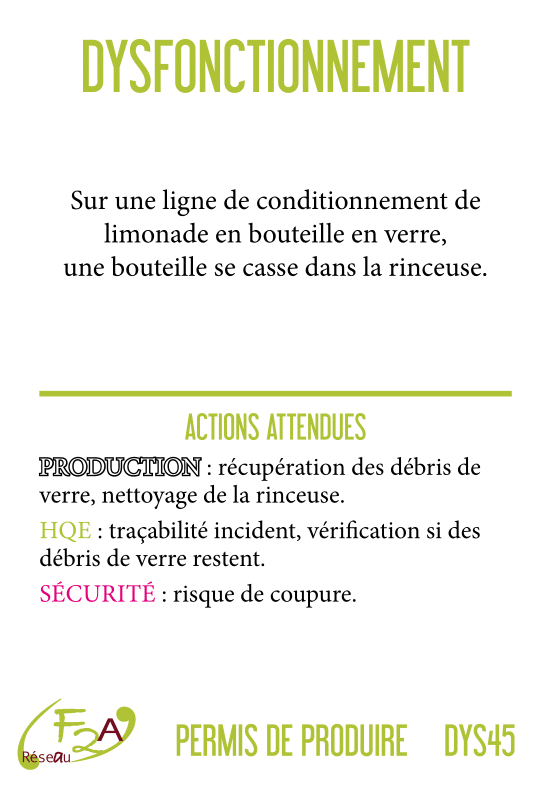 DYSFONCTIONNEMENT
Sur une ligne de conditionnement de
limonade en bouteille en verre,
une bouteille se casse dans la rinceuse.
ACTIONS ATTENDUES
PRODUCTION : récupération des débris de
verre, nettoyage de la rinceuse.
HQE : traçabilité incident, vérification si des
débris de verre restent.
SÉCURITÉ : risque de coupure.
F2A
Réseau
PERMIS DE PRODUIRE DYS45